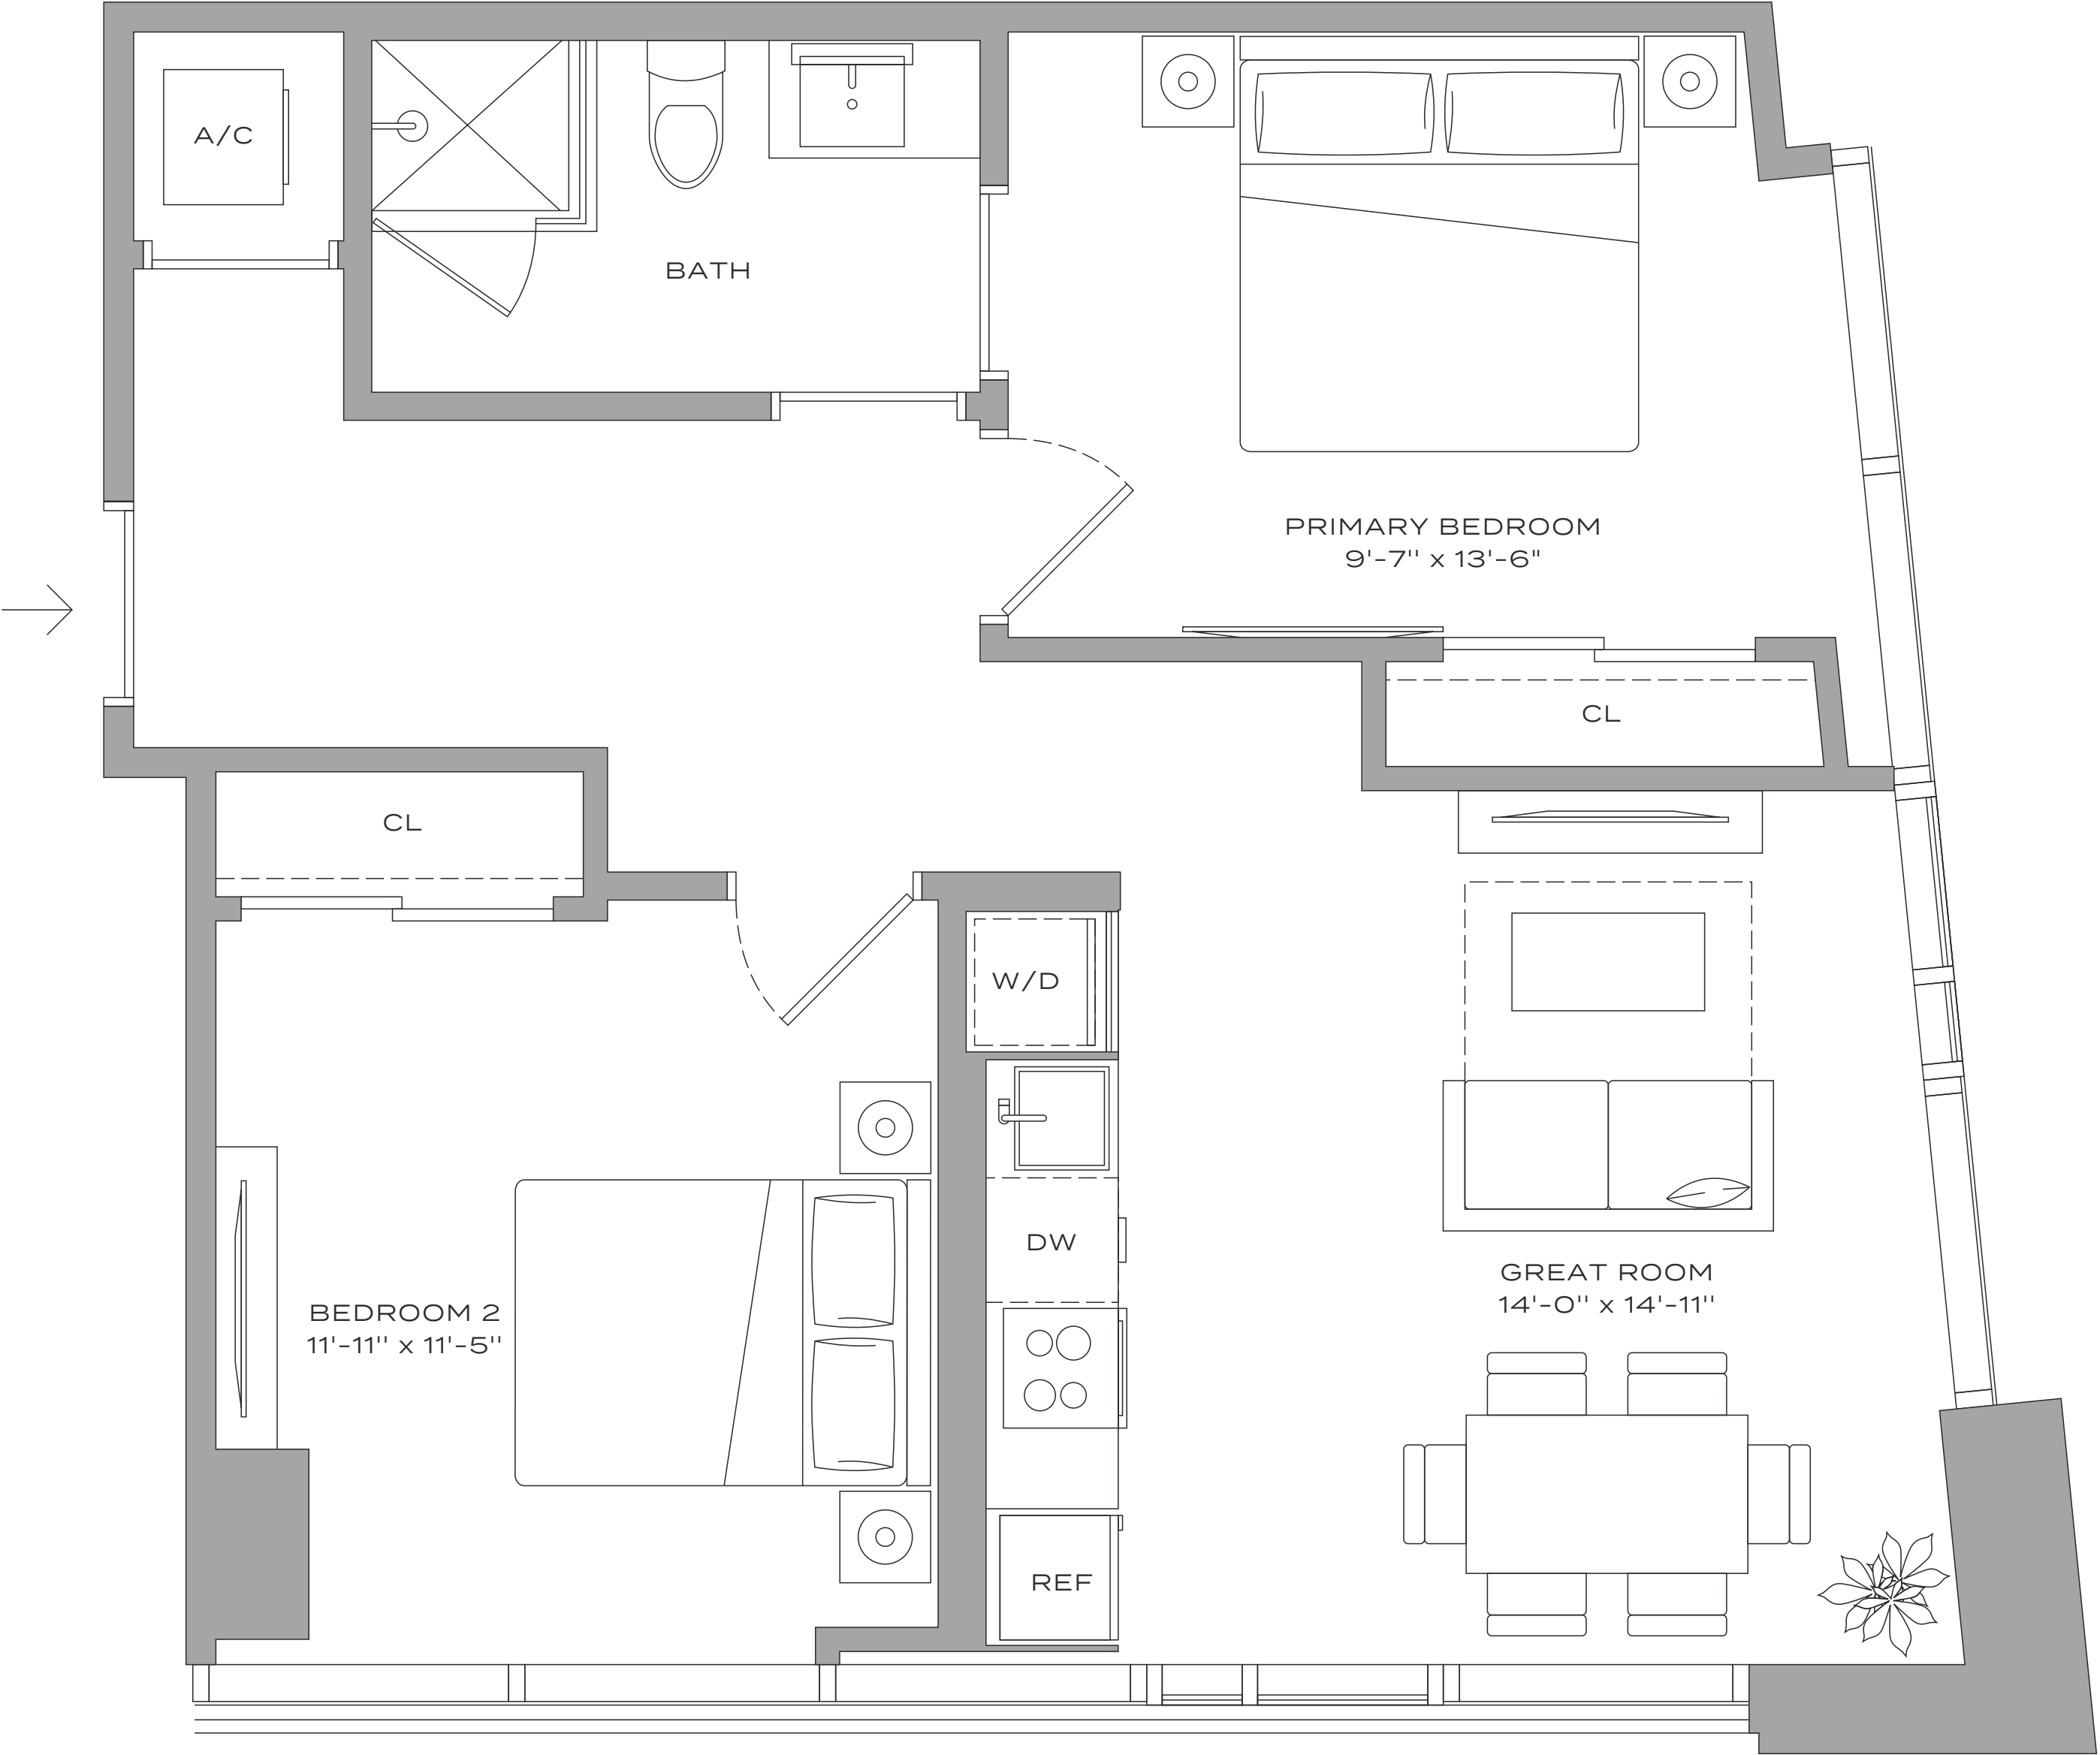 A/C
BATH
PRIMARY BEDROOM
9'-7'' x 13'-6"
CL
CL
W/D
DW
GREAT ROOM
14'-0'' x 14'-11''
BEDROOM 2
11'-11'' x 11'-5''
REF